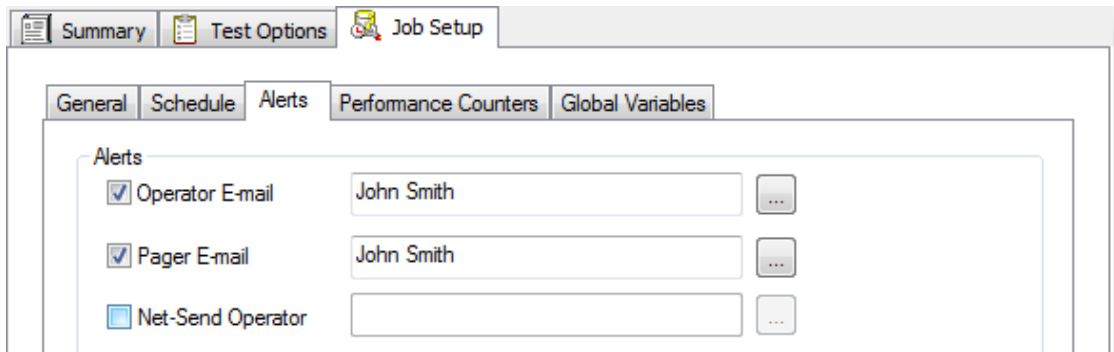 Summary Test Options Job Setup
General Schedule Alerts Performance Counters Global Variables
Alerts
Operator E-mail John Smith ...
Pager E-mail John Smith ...
Net-Send Operator ...